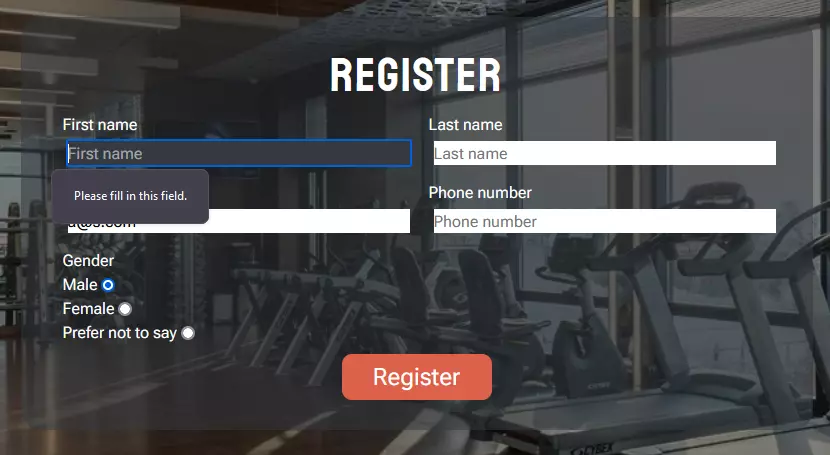 REGISTER
First name
Last name
First name
Last name
Please fill in this field.
Phone number
a@s.com
Phone number
Gender
Male
Female
Prefer not to say
Register